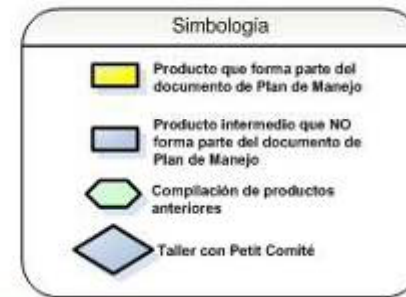 Simbología
Producto que forma parte del
documento de Plan de Manejo
Producto intermedio que NO
forma parte del documento de
Plan de Manejo
Compilación de productos
anteriores
Taller con Petit Comité